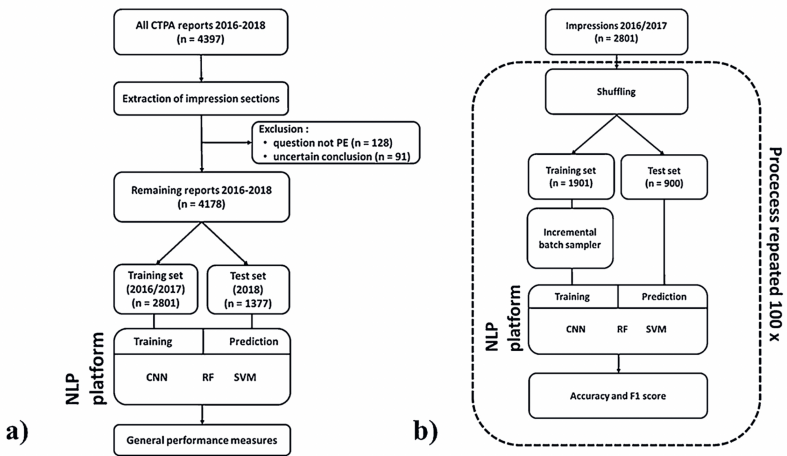 All CTPA reports 2016-2018
(n = 4397)
Extraction of impression sections
Exclusion :
• question not PE (n = 128)
• uncertain conclusion (n = 91)
Remaining reports 2016-2018
(n = 4178)
Training set
(2016/2017)
(n = 2801)
Test set
(2018)
(n = 1377)
NLP
platform
Training
Prediction
CNN RF SVM
General performance measures
a)
Impressions 2016/2017
(n = 2801)
Shuffling
Training set
(n = 1901)
Test set
(n = 900)
Incremental
batch sampler
NLP
platform
Training
Prediction
CNN RF SVM
Accuracy and F1 score
Procecess repeated 100 x
b)